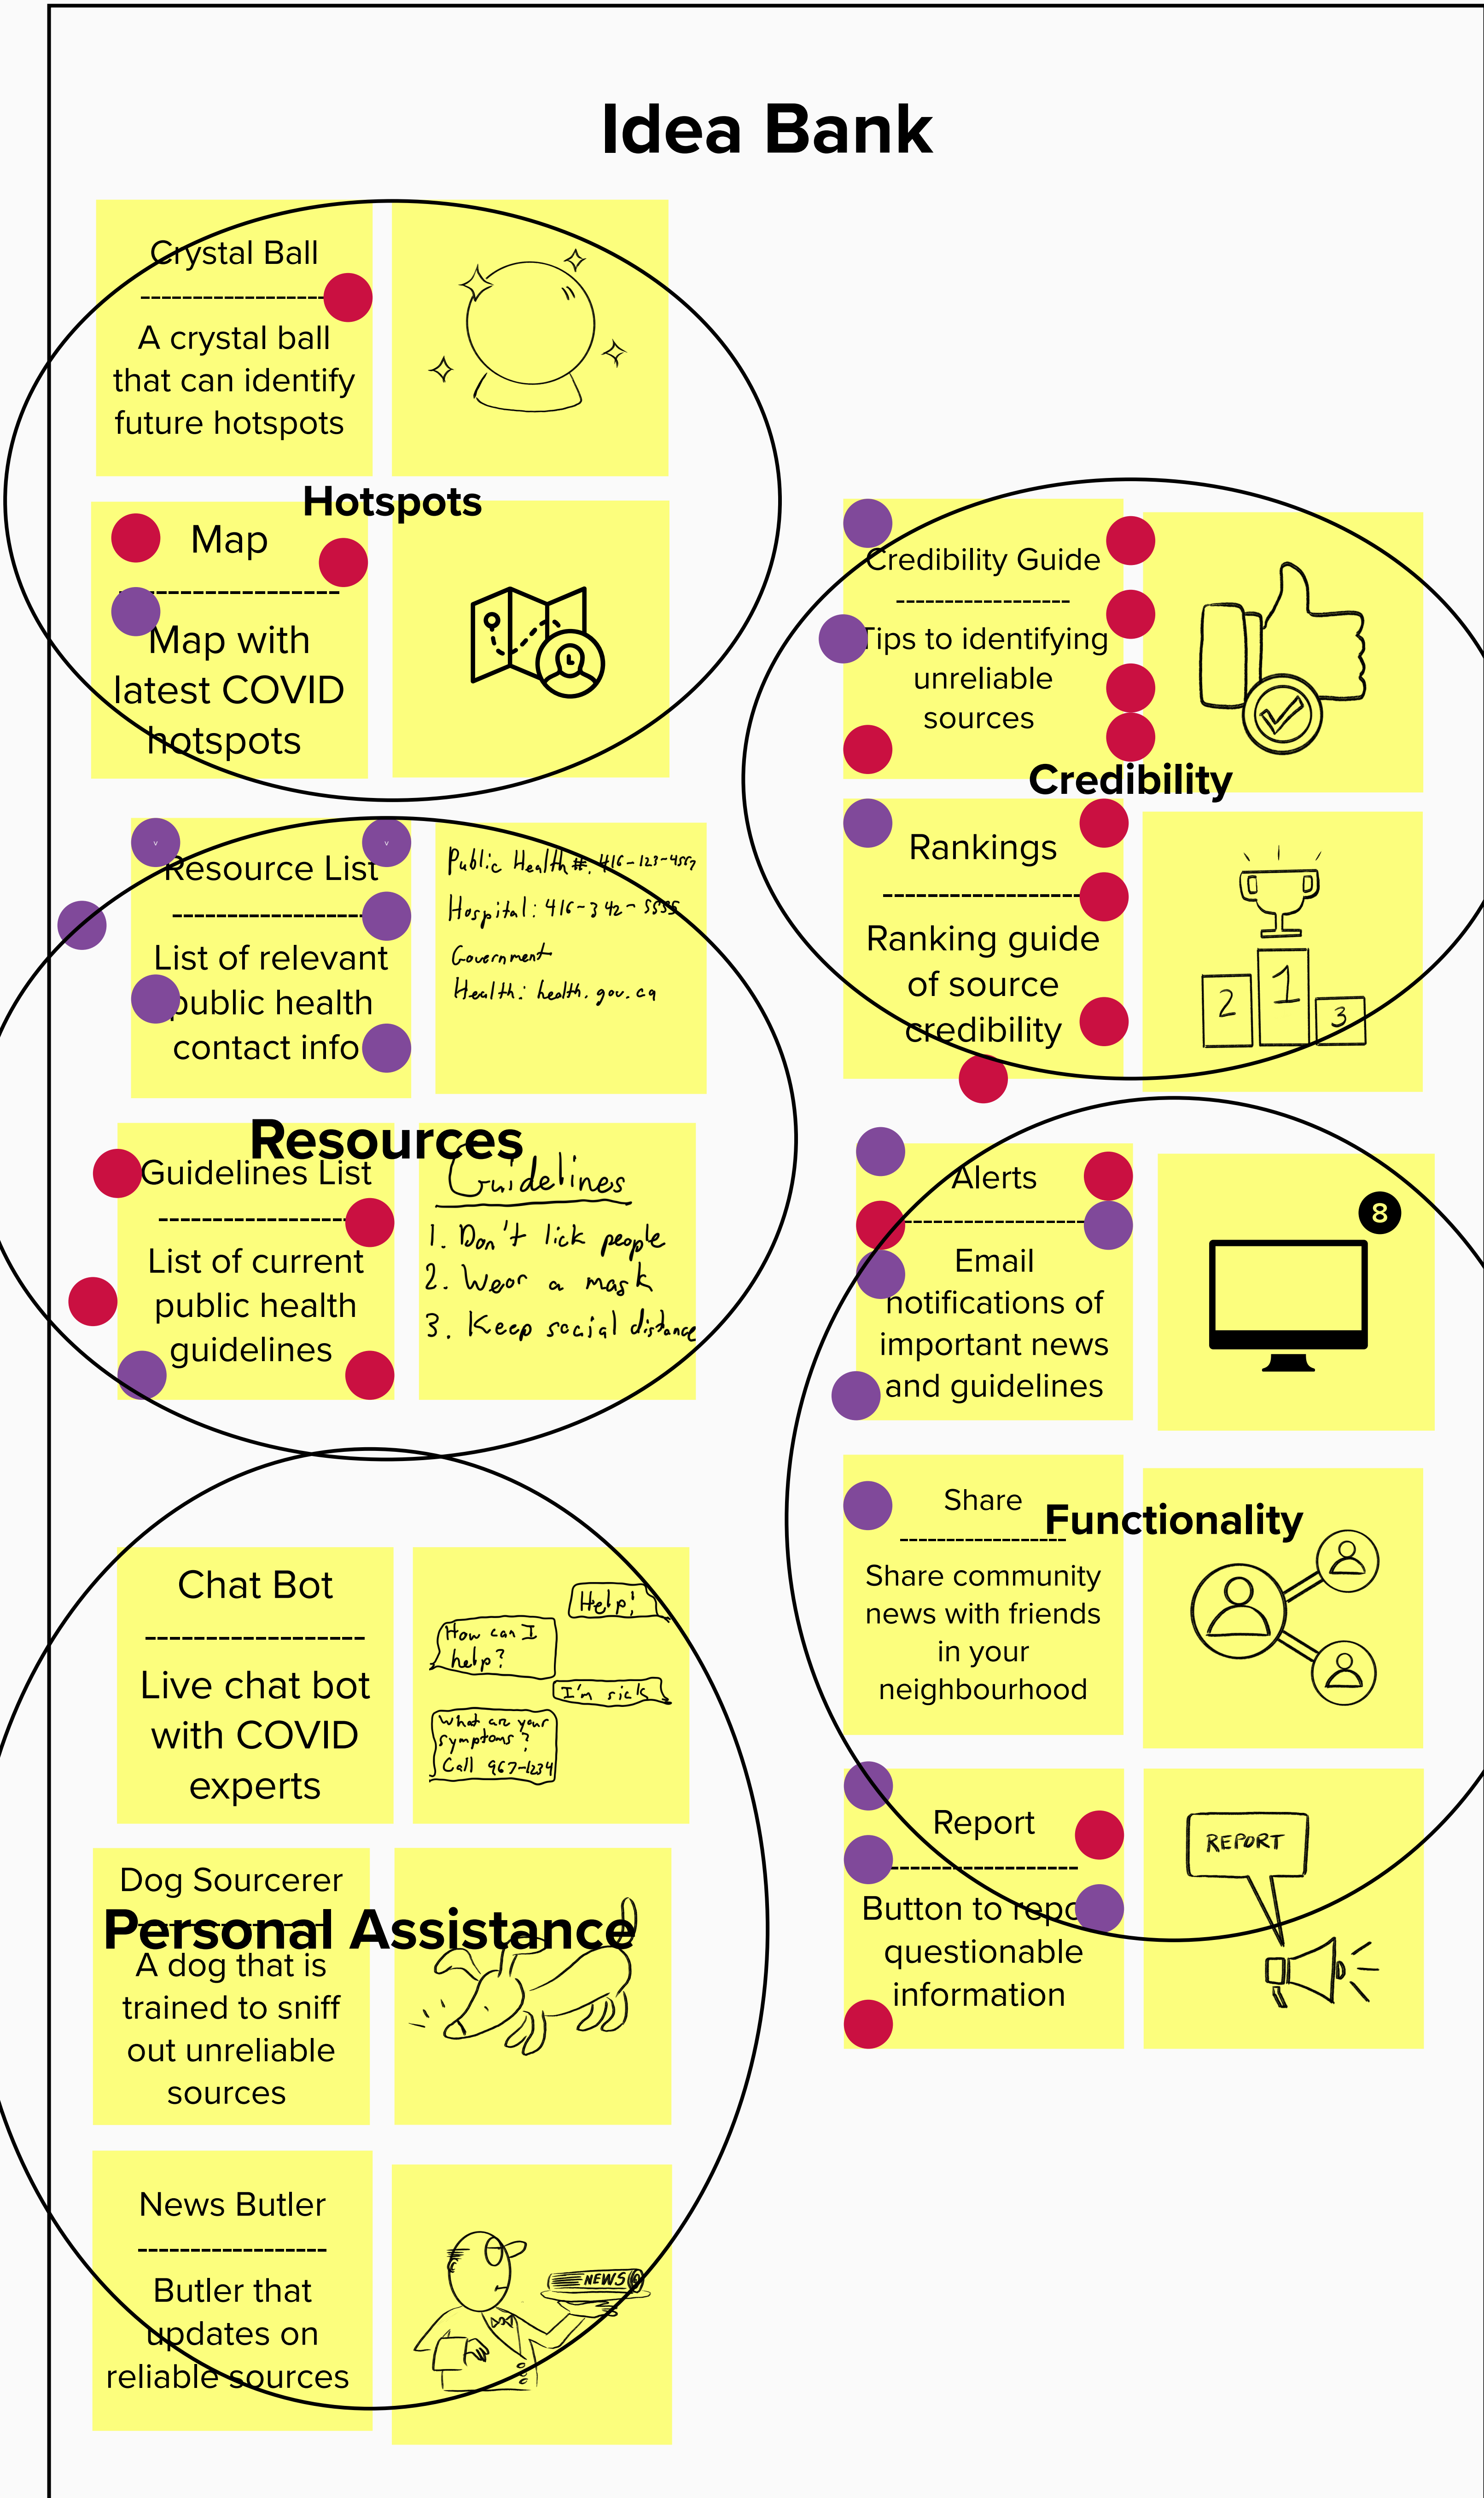 Idea Bank
Crystal Ball
------------------
A crystal ball
that can identify
future hotspots
Hotspots
Map
------------------
Map with
latest COVID
hotspots
Credibility Guide
------------------
Tips to identifying
unreliable
sources
Credibility
Rankings
------------------
Ranking guide
of source
credibility
2 1 3
v v
Resource List
------------------
List of relevant
public health
contact info
Public Health #: 416-123-4567
Hospital: 416-342-5555
Government
Health: health.gov.ca
Resources
Guidelines List
------------------
List of current
public health
guidelines
Guidelines
1. Don't lick people
2. Wear a mask
3. Keep social distance
Alerts
------------------
Email
notifications of
important news
and guidelines
8
Share
------------------
Share community
news with friends
in your
neighbourhood
Functionality
Report
------------------
Button to repo
questionable
information
REPORT
Chat Bot
------------------
Live chat bot
with COVID
experts
Help!
How can I
help?
I'm sick
What are your
symptoms?
Call 967-1234
Dog Sourcerer
Personal Assistance
A dog that is
trained to sniff
out unreliable
sources
News Butler
------------------
Butler that
updates on
reliable sources
NEWS